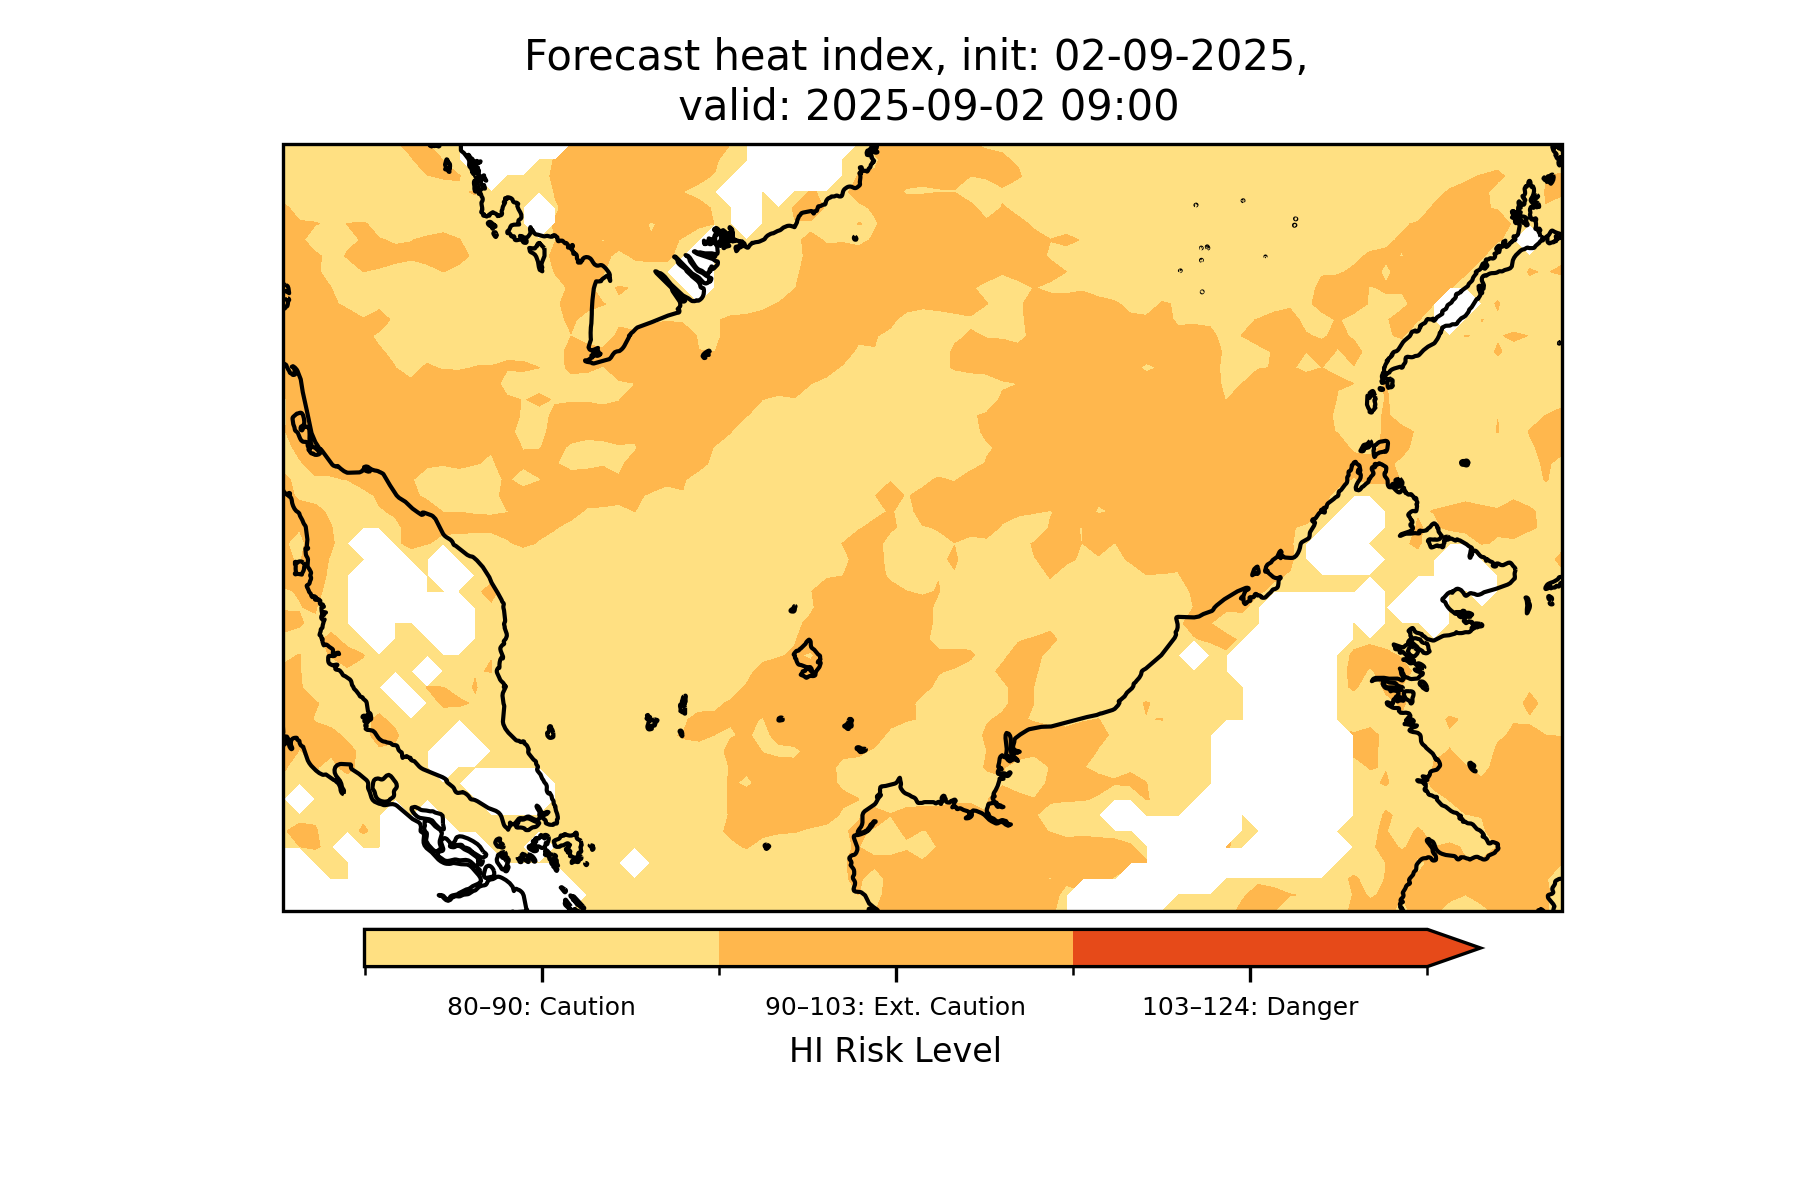 Forecast heat index, init: 02-09-2025,
valid: 2025-09-02 09:00
80–90: Caution
90–103: Ext. Caution
103–124: Danger
HI Risk Level